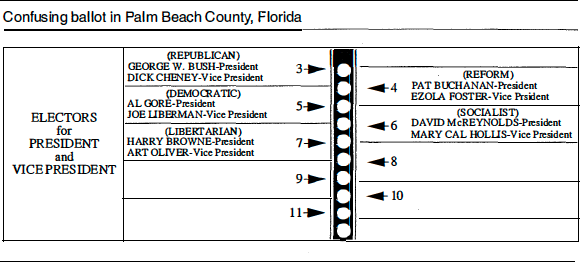 Confusing ballot in Palm Beach County, Florida
ELECTORS
for
PRESIDENT
and
VICE PRESIDENT
(REPUBLICAN)
GEORGE W. BUSH-President
DICK CHENEY-Vice President
3
(DEMOCRATIC)
AL GORE-President
JOE LIBERMAN-Vice President
5
(LIBERTARIAN)
HARRY BROWNE-President
ART OLIVER-Vice President
7
9
11
(REFORM)
4 PAT BUCHANAN-President
EZOLA FOSTER-Vice Prsident
(SOCIALIST)
6 DAVID McREYNOLDS-President
MARY CAL HOLLIS-Vice President
8
10